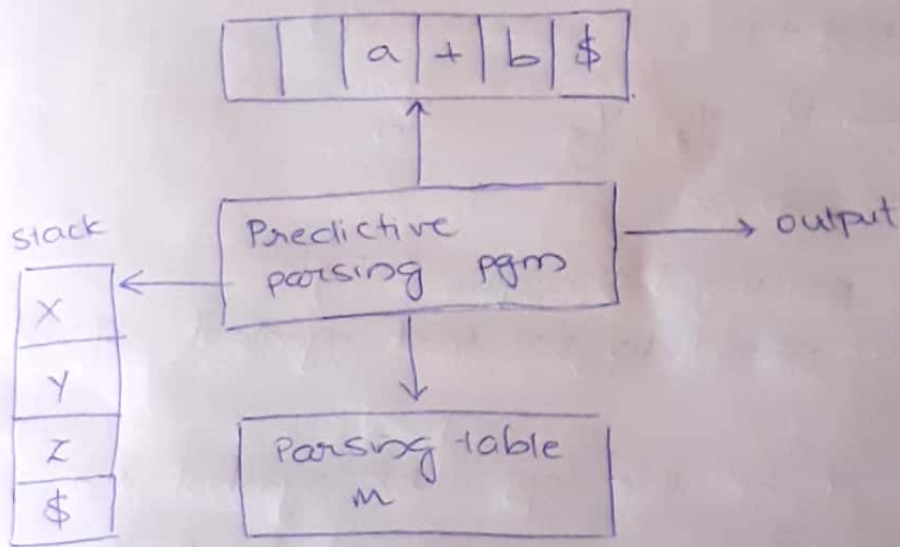 a + b $
Predictive
parsing pgm
output
stack
X
Y
Z
$
Parsing table
M